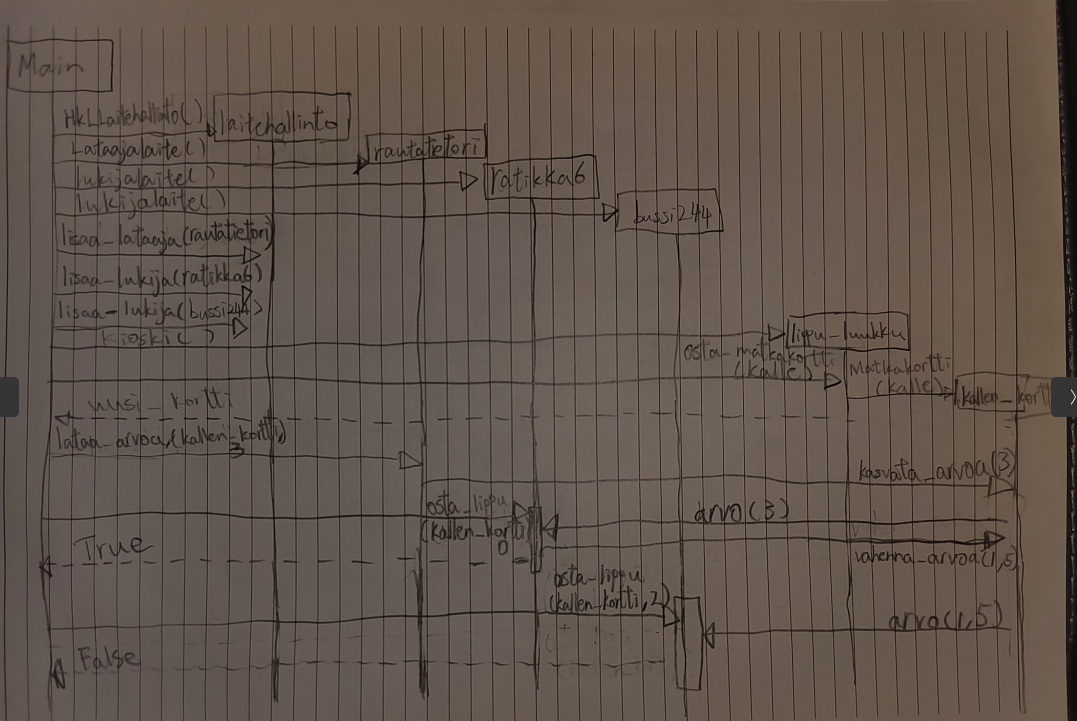 Main
HKLLaitehallinto( )
laitehallinto
Lataajalaite( )
rautatietori
lukijalaite( )
ratikka6
lukijalaite( )
bussi244
lisaa_lataaja(rautatietori)
lisaa_lukija(ratikka6)
lisaa_lukija(bussi244)
kioski( )
lippu_luukku
osta_matkakortti
(kalle)
Matkakortti
(kalle)
kallen_kortti
uusi_kortti
lataa_arvoa(kallen_kortti)
3
kasvata_arvoa(3)
osta_lippu
(kallen_kortti
0
arvo(3)
True
vahenna_arvoa(1,5)
osta_lippu
(kallen_kortti,2)
arvo(1,5)
False